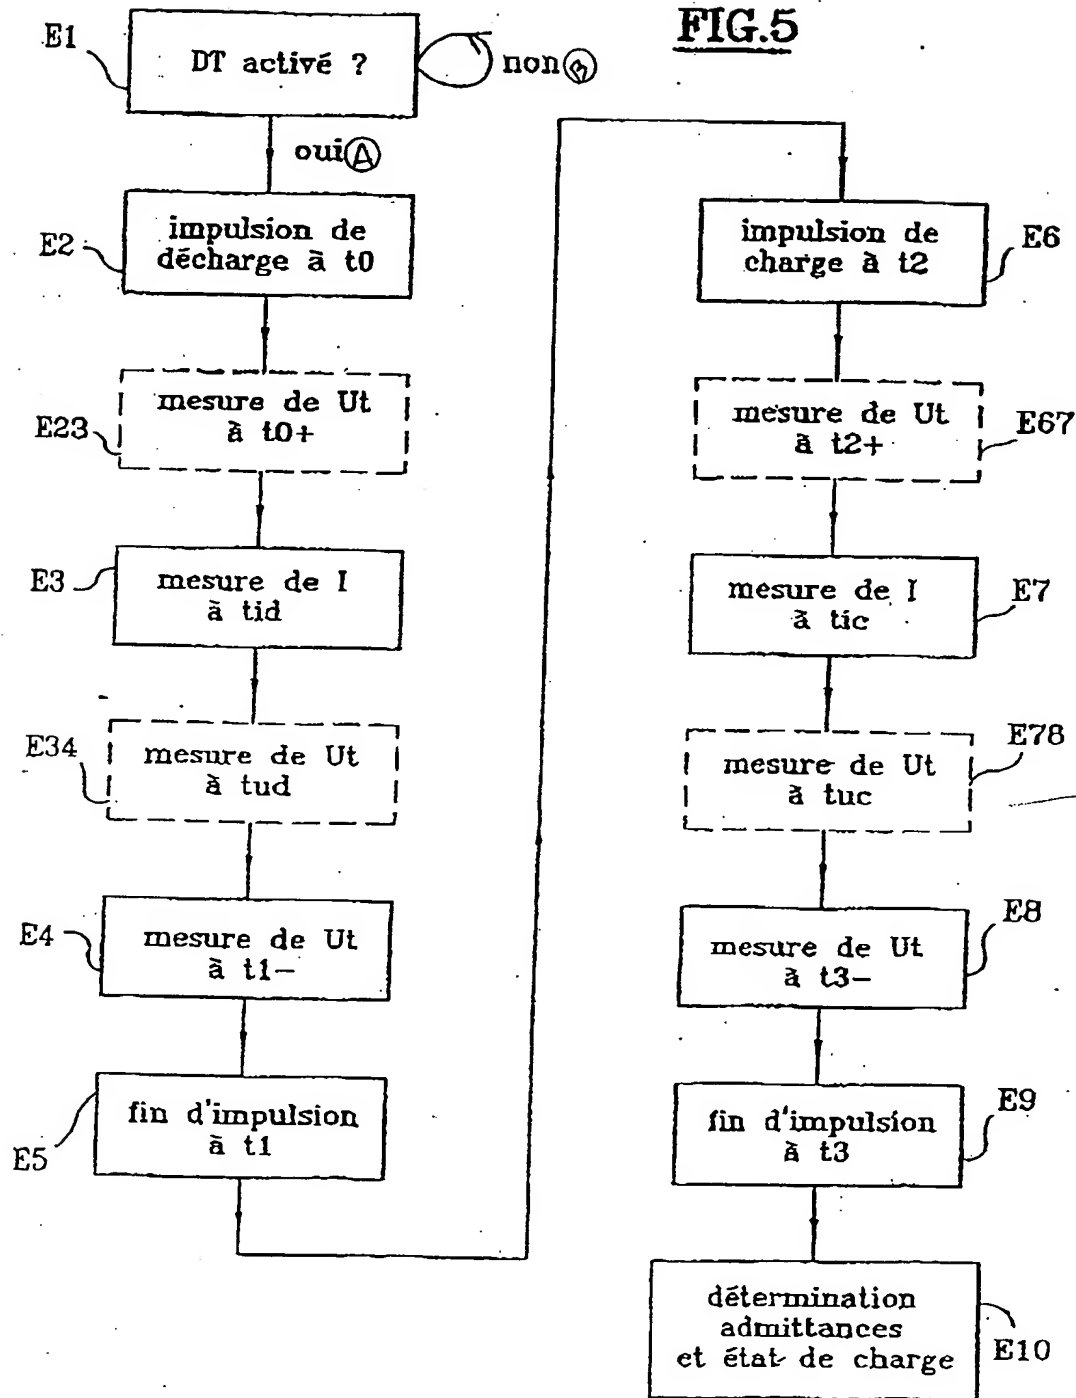 FIG.5
E1
DT activé ?
non Ⓑ
oui Ⓐ
E2
impulsion de
décharge à t0
E23
mesure de Ut
à t0+
E3
mesure de I
à tid
E34
mesure de Ut
à tud
E4
mesure de Ut
à t1-
E5
fin d'impulsion
à t1
impulsion de
charge à t2
E6
mesure de Ut
à t2+
E67
mesure de I
à tic
E7
mesure de Ut
à tuc
E78
mesure de Ut
à t3-
E8
fin d'impulsion
à t3
E9
détermination
admittances
et état de charge
E10